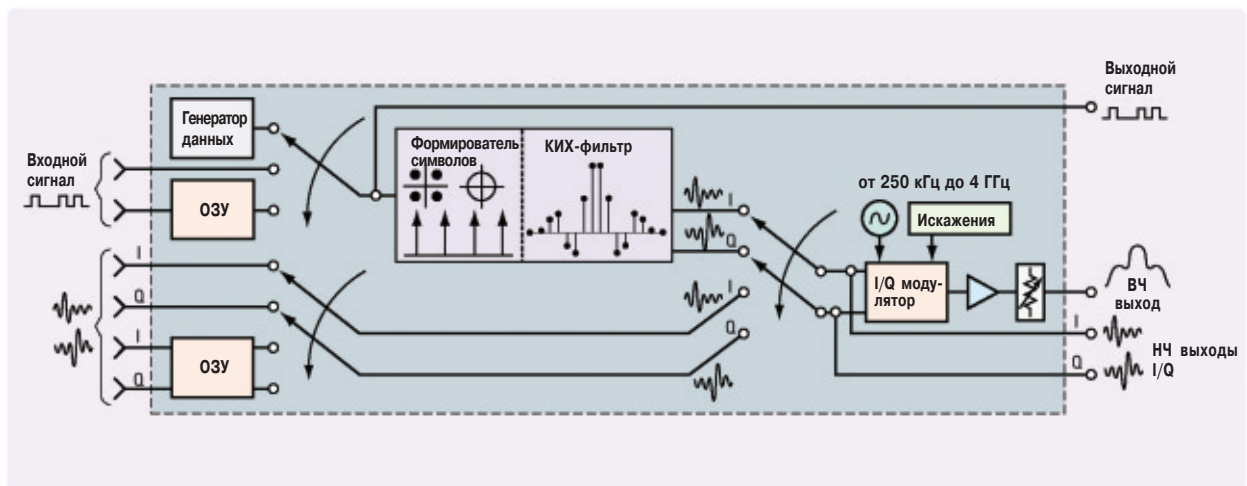 Выходной
сигнал
Генератор
данных
Формирователь
символов
КИХ-фильтр
Входной
сигнал
ОЗУ
от 250 кГц до 4 ГГц
Искажения
I
Q
I/Q моду-
лятор
ВЧ
выход
I
Q
I
Q
I
Q
ОЗУ
I
Q
НЧ выходы
I/Q